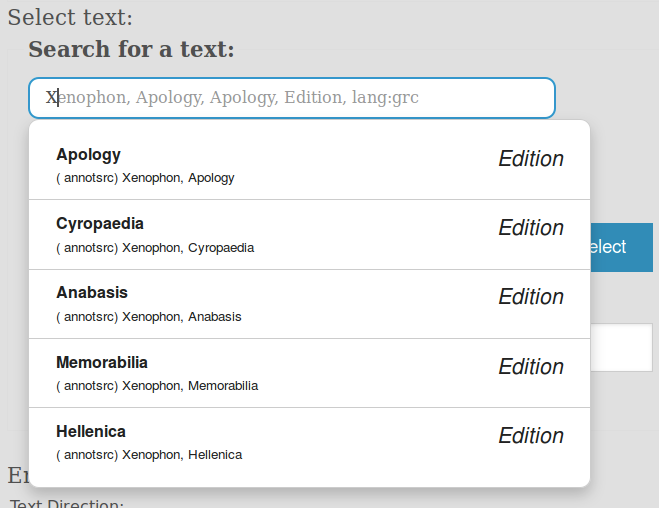 Select text:
Search for a text:
Xenophon, Apology, Apology, Edition, lang:grc
Apology
Edition
( annotsrc) Xenophon, Apology
Cyropaedia
Edition
( annotsrc) Xenophon, Cyropaedia
elect
Anabasis
Edition
( annotsrc) Xenophon, Anabasis
Memorabilia
Edition
( annotsrc) Xenophon, Memorabilia
Hellenica
Edition
( annotsrc) Xenophon, Hellenica
Text Direction: